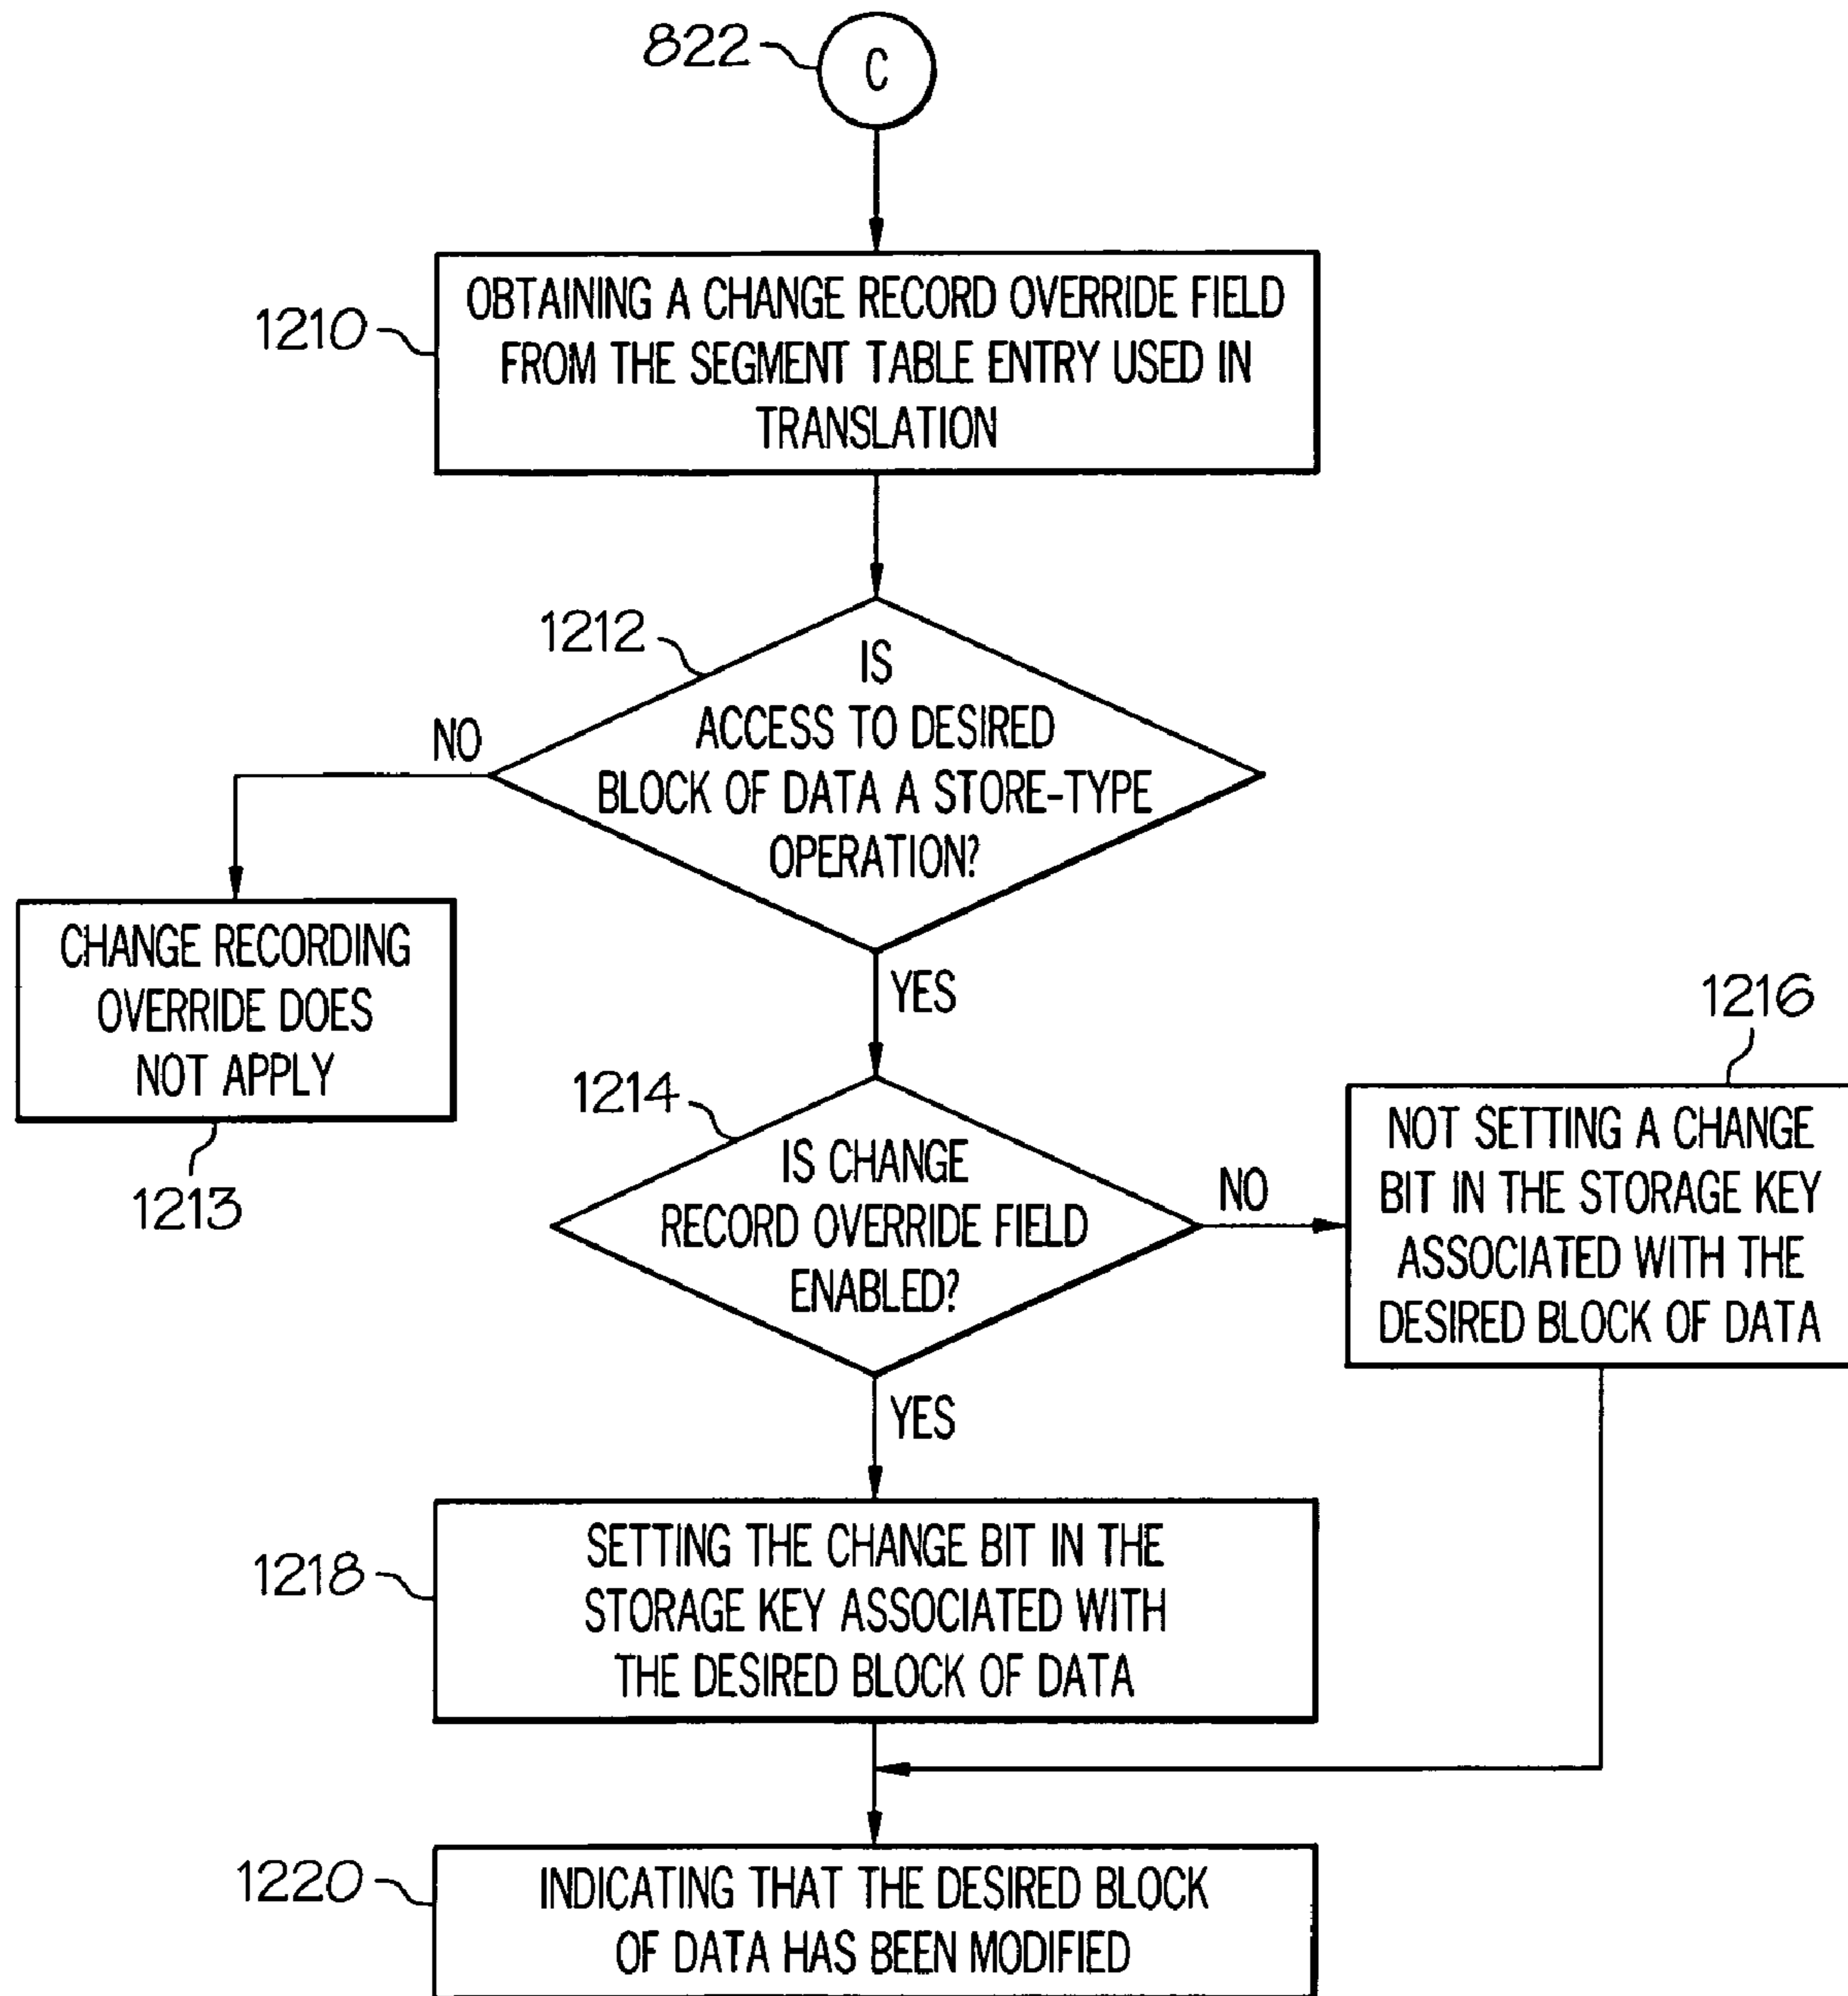 822
C
1210
OBTAINING A CHANGE RECORD OVERRIDE FIELD
FROM THE SEGMENT TABLE ENTRY USED IN
TRANSLATION
1212
IS
ACCESS TO DESIRED
BLOCK OF DATA A STORE-TYPE
OPERATION?
NO
CHANGE RECORDING
OVERRIDE DOES
NOT APPLY
1213
YES
1214
IS CHANGE
RECORD OVERRIDE FIELD
ENABLED?
NO
1216
NOT SETTING A CHANGE
BIT IN THE STORAGE KEY
ASSOCIATED WITH THE
DESIRED BLOCK OF DATA
YES
1218
SETTING THE CHANGE BIT IN THE
STORAGE KEY ASSOCIATED WITH
THE DESIRED BLOCK OF DATA
1220
INDICATING THAT THE DESIRED BLOCK
OF DATA HAS BEEN MODIFIED